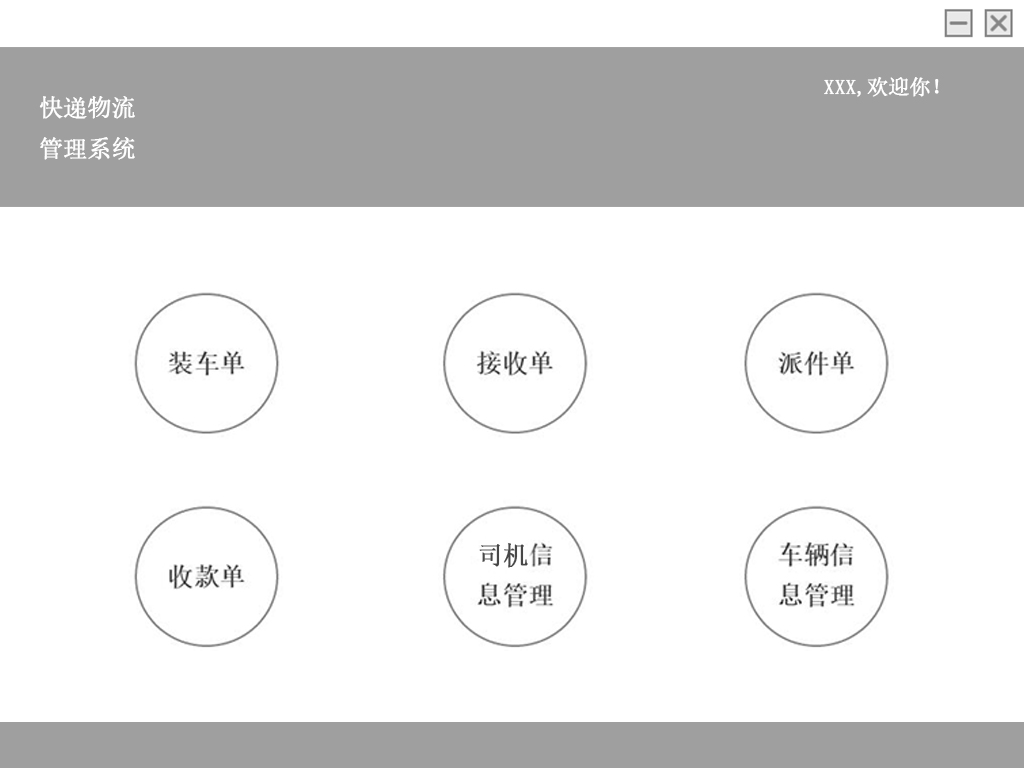 XXX,欢迎你!
快递物流
管理系统
装车单
接收单
派件单
收款单
司机信
息管理
车辆信
息管理